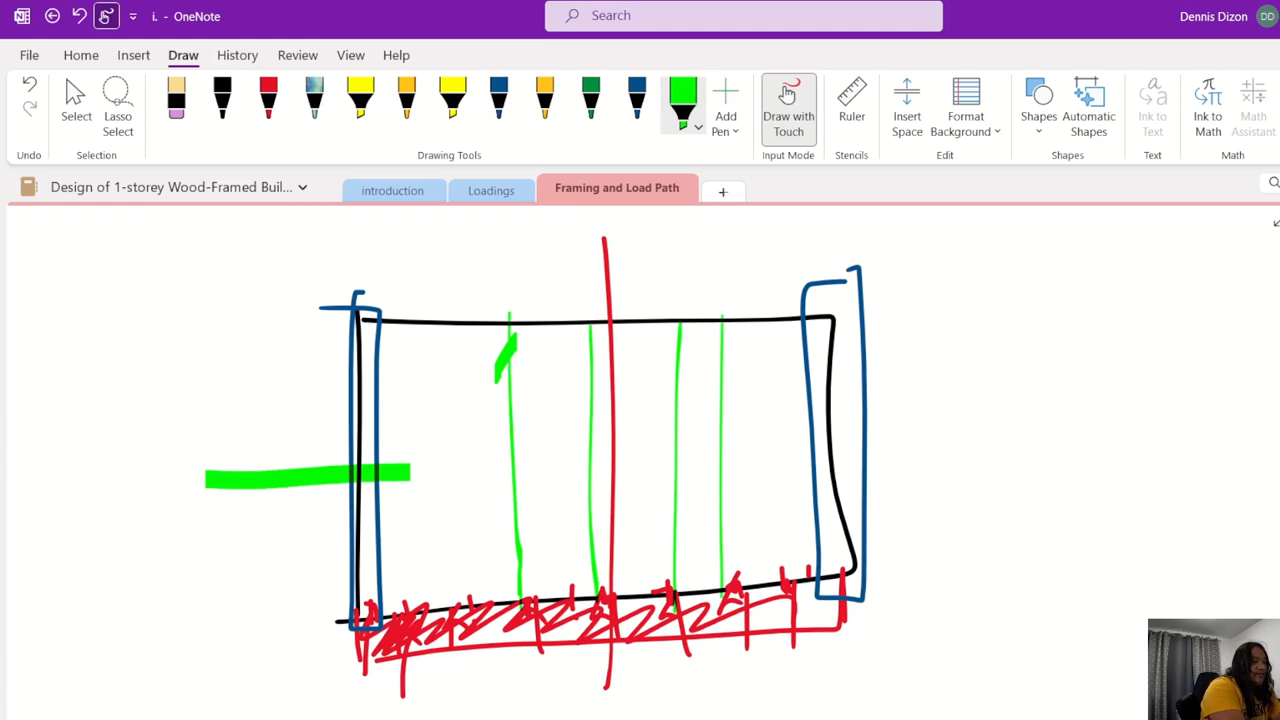 i. - OneNote
Search
Dennis Dizon
DD
File Home Insert Draw History Review View Help
Select
Lasso Select
Add Pen
Draw with Touch
Ruler
Insert Space
Format Background
Shapes
Automatic Shapes
Ink to Text
Ink to Math
Math Assistant
Undo Selection Drawing Tools Input Mode Stencils Edit Shapes Text Math
Design of 1-storey Wood-Framed Buil... introduction Loadings Framing and Load Path +